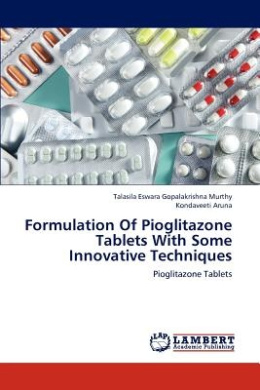 Talasila Eswara Gopalakrishna Murthy
Kondaveeti Aruna
Formulation Of Pioglitazone
Tablets With Some
Innovative Techniques
Pioglitazone Tablets
LAP
LAMBERT
Academic Publishing